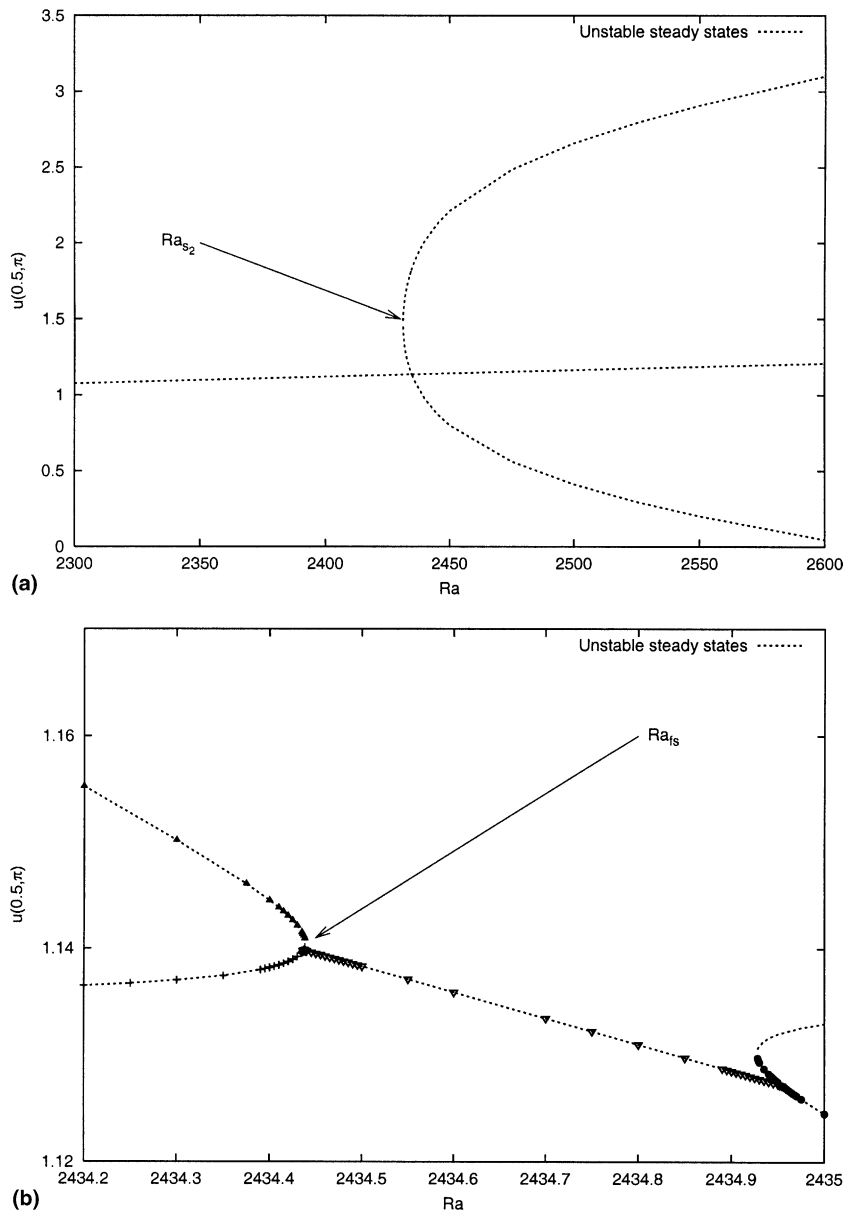 3.5
Unstable steady states
3
2.5
2
Ra_{s_2}
u(0.5,π)
1.5
1
0.5
0
2300
2350
2400
2450
2500
2550
2600
(a)
Ra
Unstable steady states
Ra_{fs}
1.16
u(0.5,π)
1.14
1.12
2434.2
2434.3
2434.4
2434.5
2434.6
2434.7
2434.8
2434.9
2435
(b)
Ra